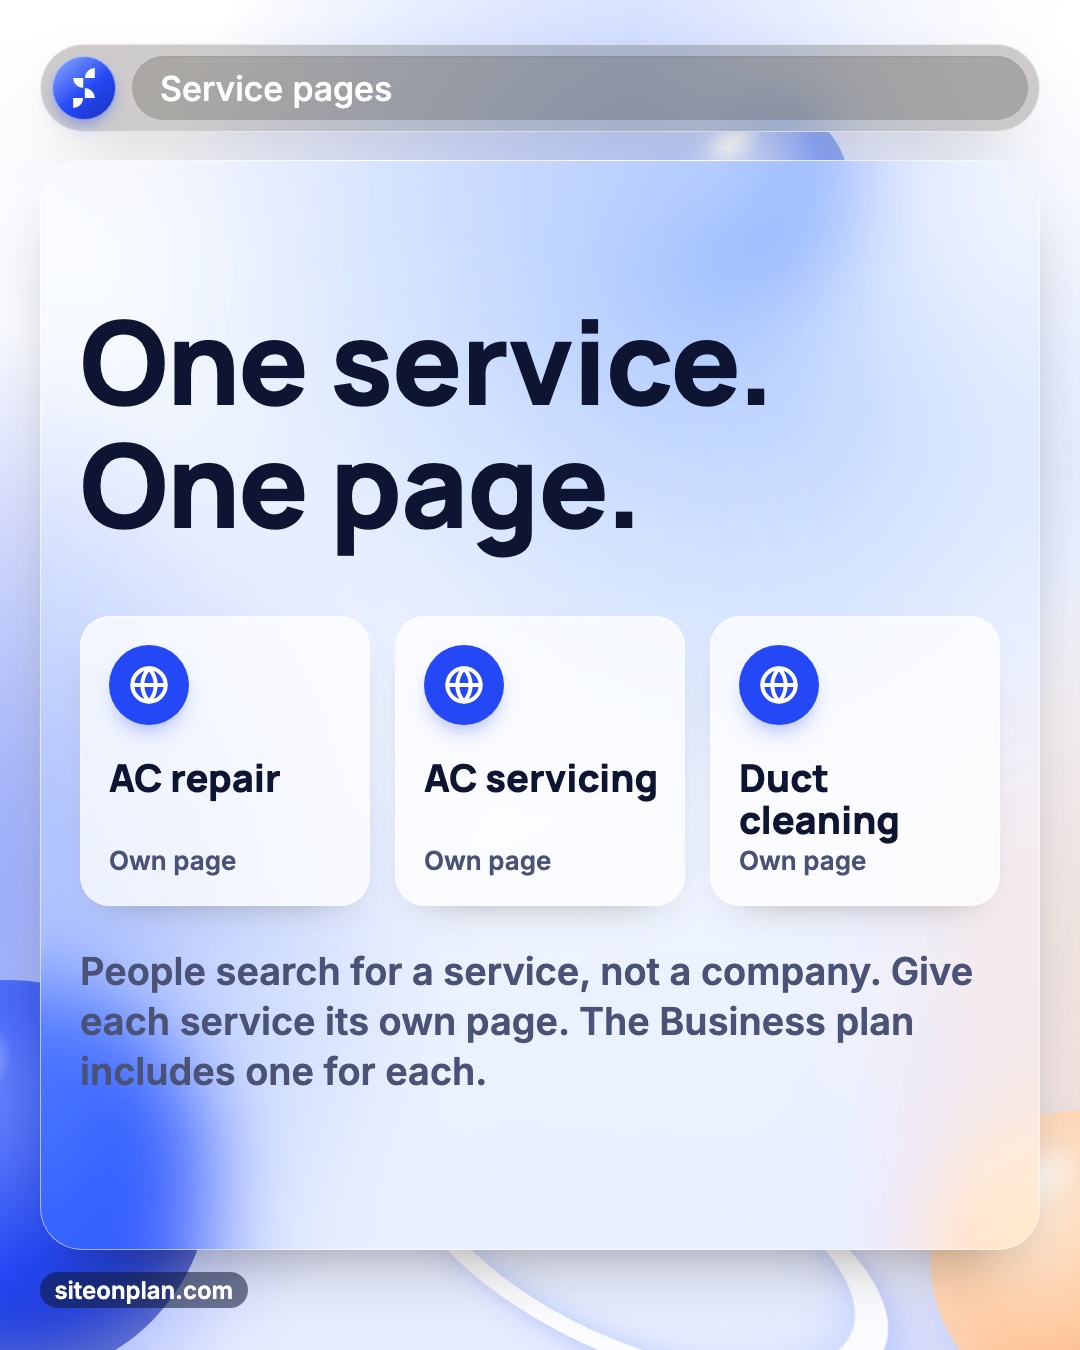 Service pages
One service.
One page.
AC repair
Own page
AC servicing
Own page
Duct
cleaning
Own page
People search for a service, not a company. Give
each service its own page. The Business plan
includes one for each.
siteonplan.com